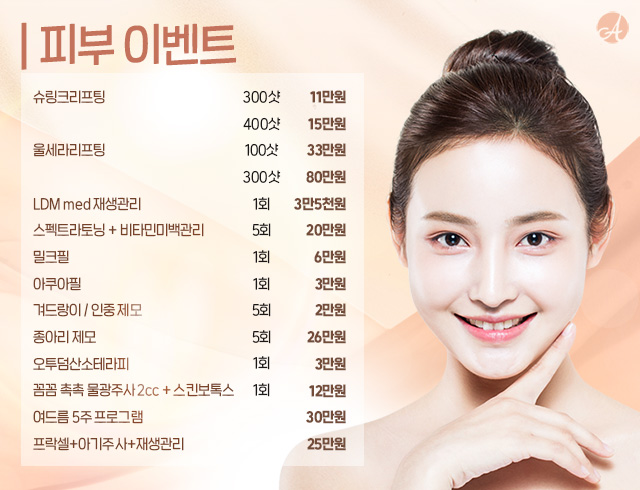 피부 이벤트
A
슈링크리프팅 300샷 11만원
400샷 15만원
울세라리프팅 100샷 33만원
300샷 80만원
LDM med 재생관리 1회 3만5천원
스펙트라토닝 + 비타민미백관리 5회 20만원
밀크필 1회 6만원
아쿠아필 1회 3만원
겨드랑이 / 인중 제모 5회 2만원
종아리 제모 5회 26만원
오투덤산소테라피 1회 3만원
꼼꼼 촉촉 물광주사 2cc + 스킨보톡스 1회 12만원
여드름 5주 프로그램 30만원
프락셀+아기주사+재생관리 25만원